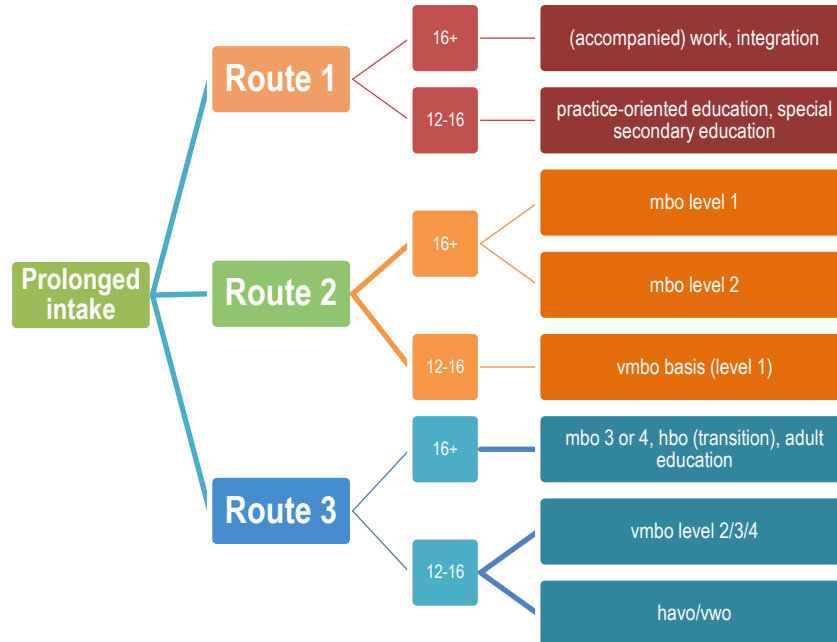 Prolonged
intake
Route 1
16+
(accompanied) work, integration
12-16
practice-oriented education, special
secondary education
Route 2
16+
mbo level 1
mbo level 2
12-16
vmbo basis (level 1)
Route 3
16+
mbo 3 or 4, hbo (transition), adult
education
12-16
vmbo level 2/3/4
havo/vwo